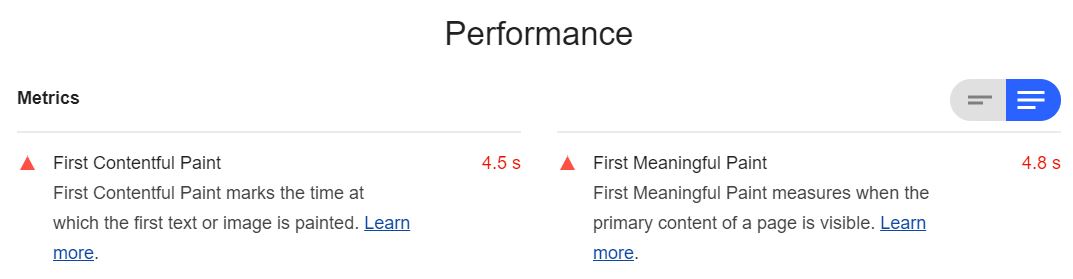 Performance
Metrics
First Contentful Paint 4.5 s
First Contentful Paint marks the time at
which the first text or image is painted. Learn
more.
First Meaningful Paint 4.8 s
First Meaningful Paint measures when the
primary content of a page is visible. Learn
more.